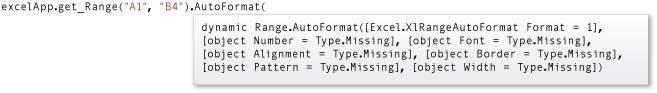 excelApp.get_Range("A1", "B4").AutoFormat(
dynamic Range.AutoFormat([Excel.XlRangeAutoFormat Format = 1],
[object Number = Type.Missing], [object Font = Type.Missing],
[object Alignment = Type.Missing], [object Border = Type.Missing],
[object Pattern = Type.Missing], [object Width = Type.Missing])